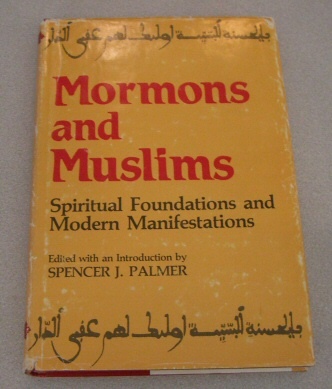 بالحسنة السيئة اولئك لهم عقبى الدار
Mormons
and
Muslims
Spiritual Foundations and
Modern Manifestations
Edited with an Introduction by
SPENCER J. PALMER
بالحسنة السيئة اولئك لهم عقبى الدار